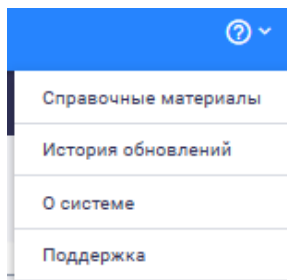 Справочные материалы
История обновлений
О системе
Поддержка